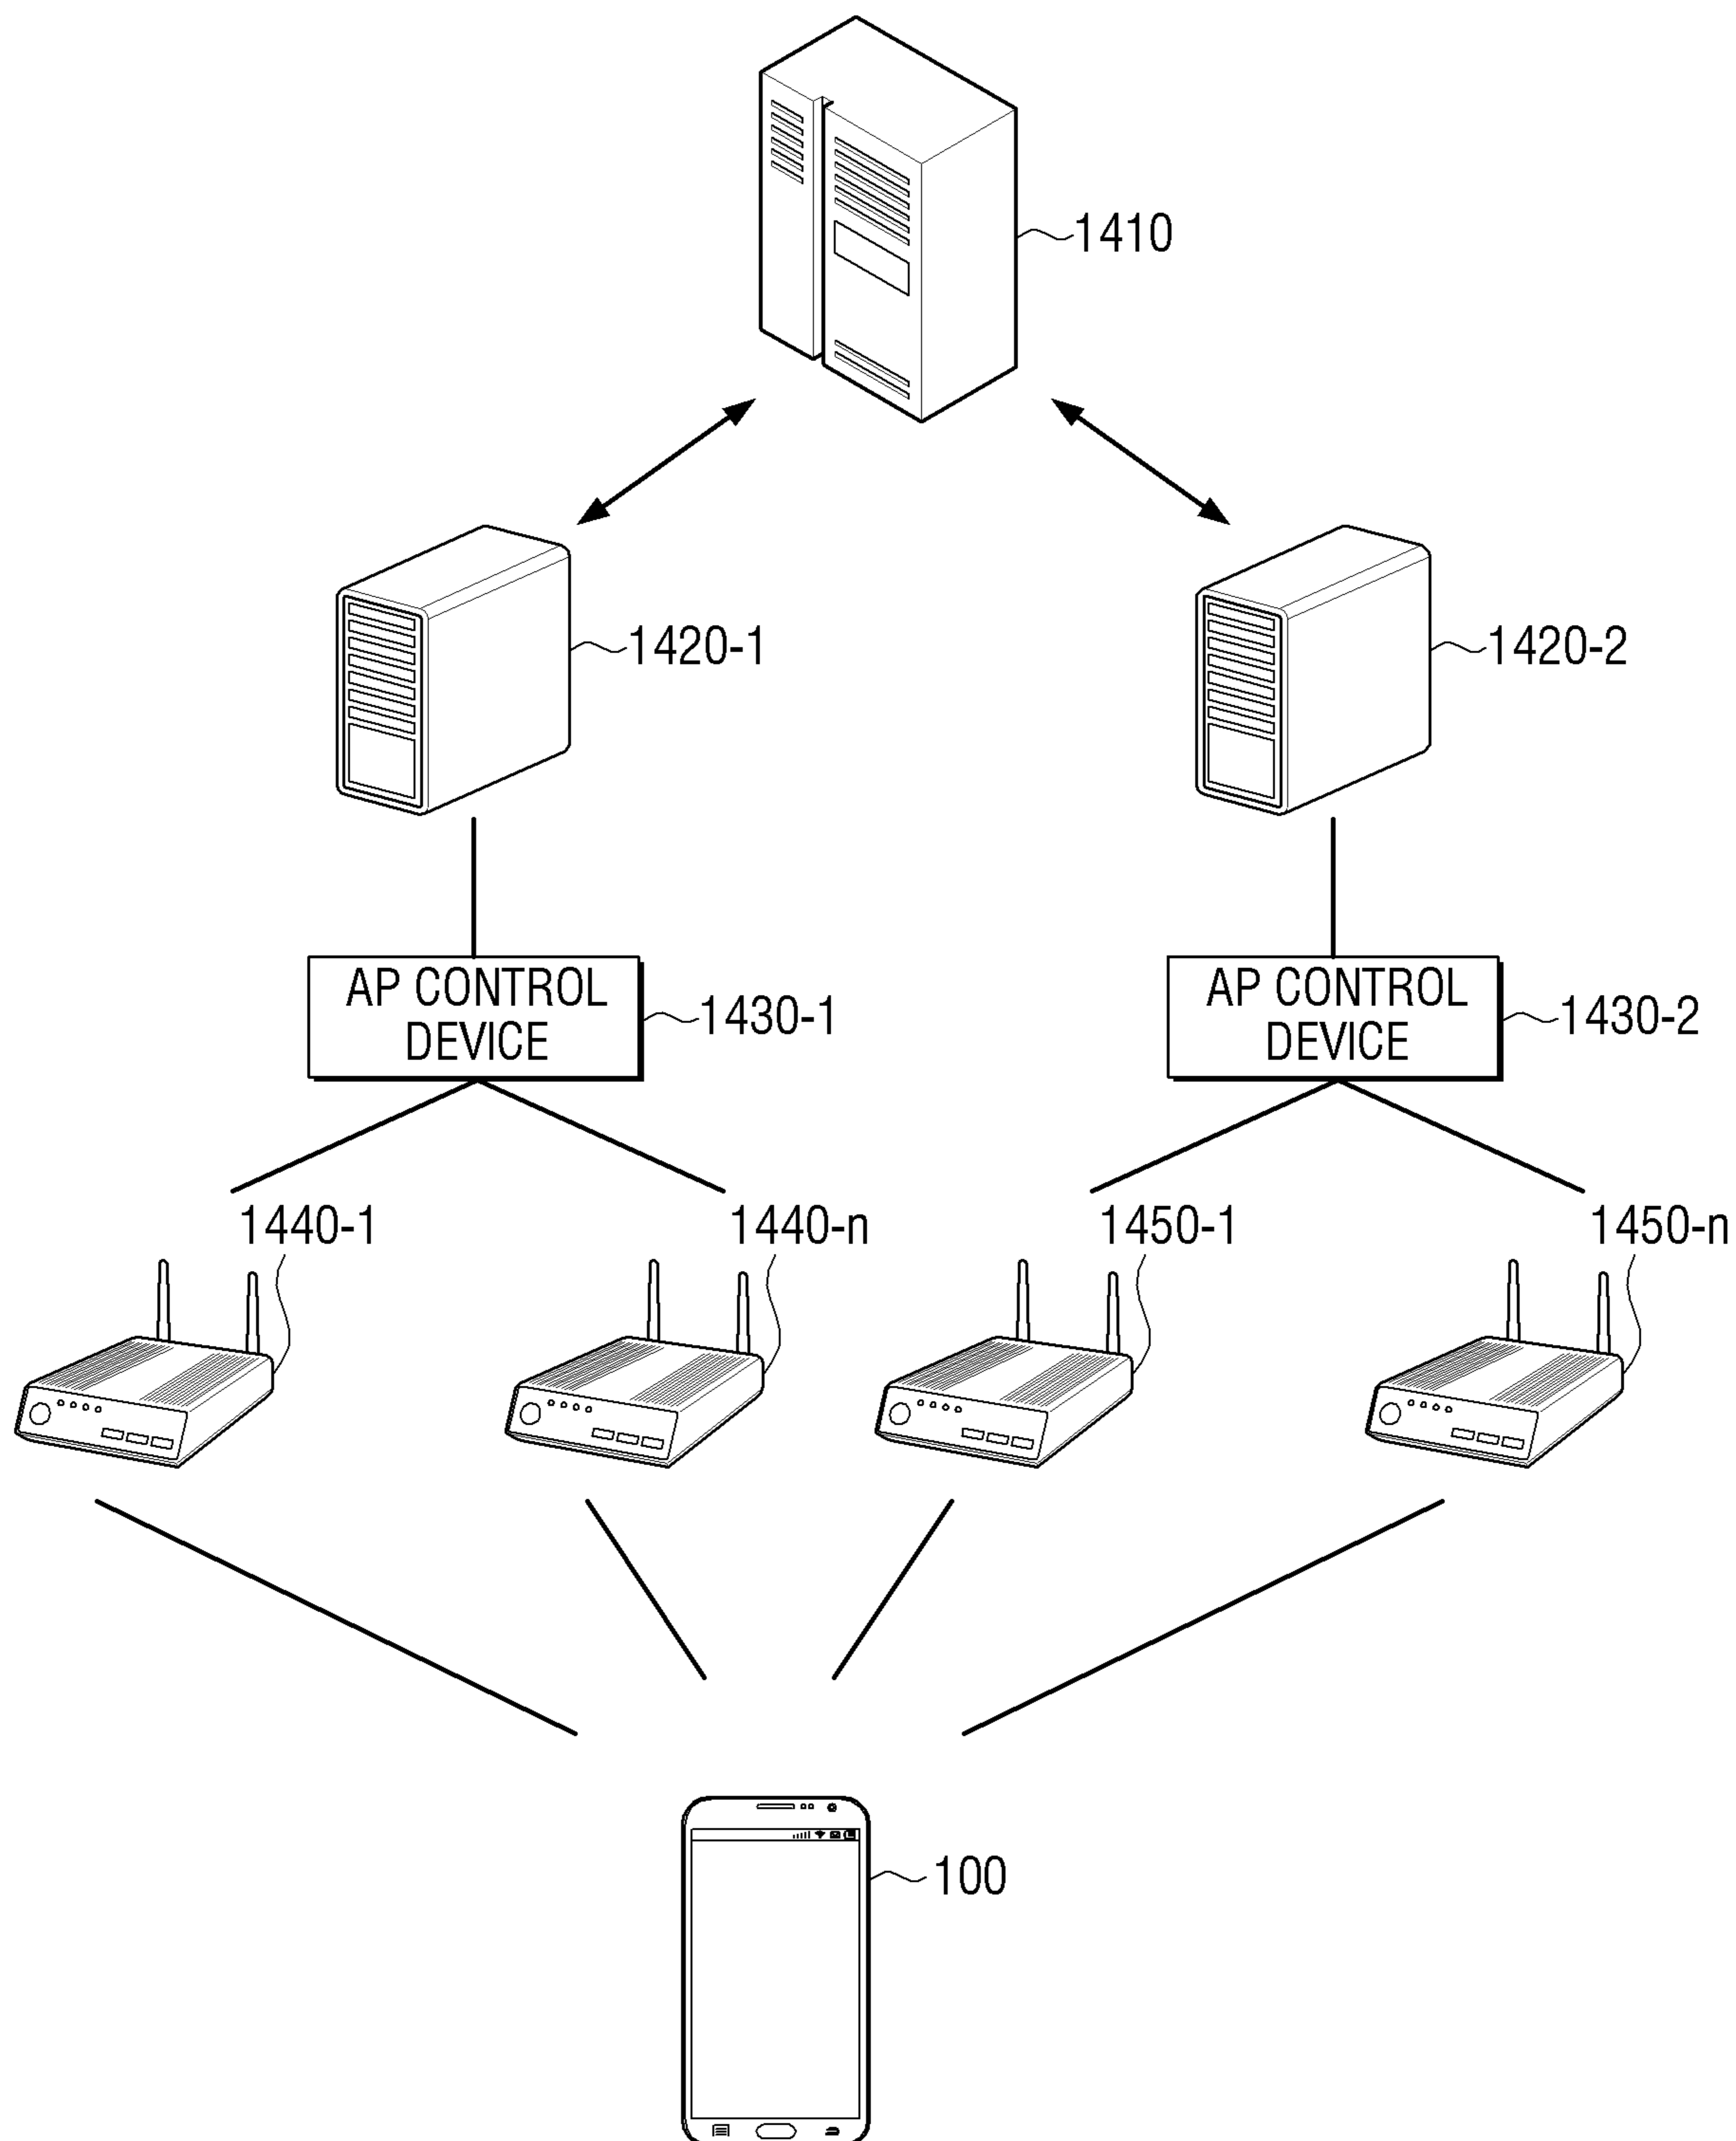 1410
1420-1
1420-2
AP CONTROL
DEVICE
1430-1
AP CONTROL
DEVICE
1430-2
1440-1
1440-n
1450-1
1450-n
100